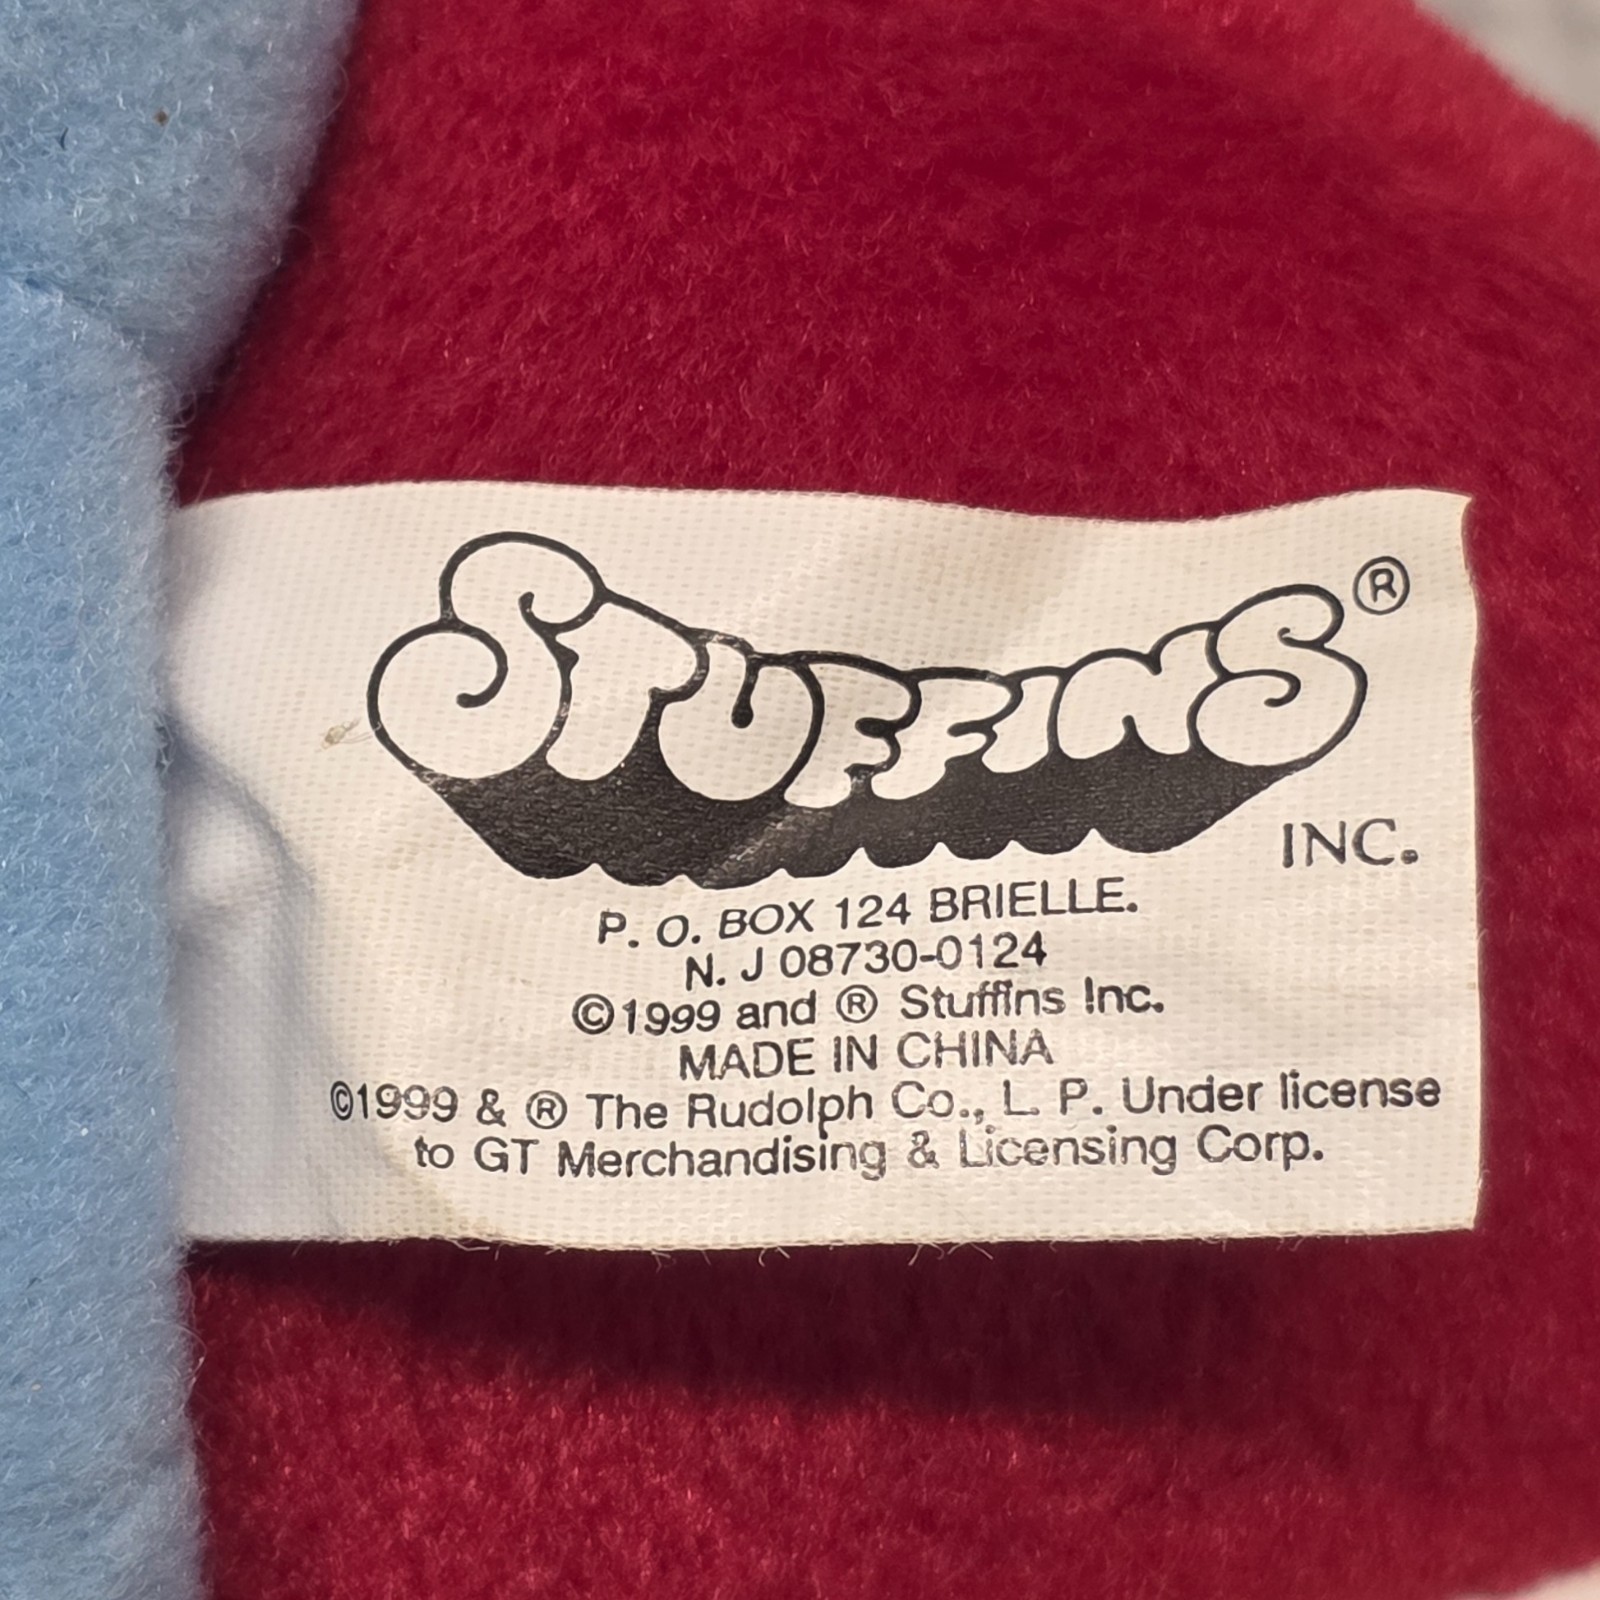 STUFFINS®
INC.
P. O. BOX 124 BRIELLE.
N. J 08730-0124
©1999 and ® Stuffins Inc.
MADE IN CHINA
©1999 & ® The Rudolph Co., L. P. Under license
to GT Merchandising & Licensing Corp.